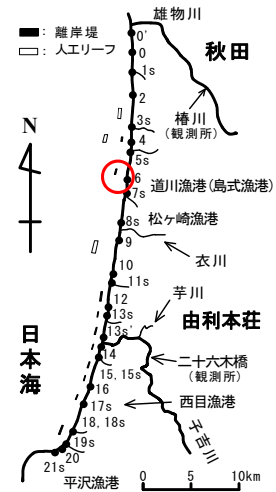 ■: 離岸堤
□: 人工リーフ
雄物川
秋田
0'
0
1s
2
椿川
(観測所)
3s
4
5s
N
6
道川漁港(島式漁港)
7s
松ヶ崎漁港
8s
9
衣川
10
11s
芋川
12
13s
由利本荘
13s'
日本海
14
二十六木橋
(観測所)
15, 15s
16
西目漁港
17s
子吉川
18, 18s
19s
20
21s
平沢漁港
0 5 10km